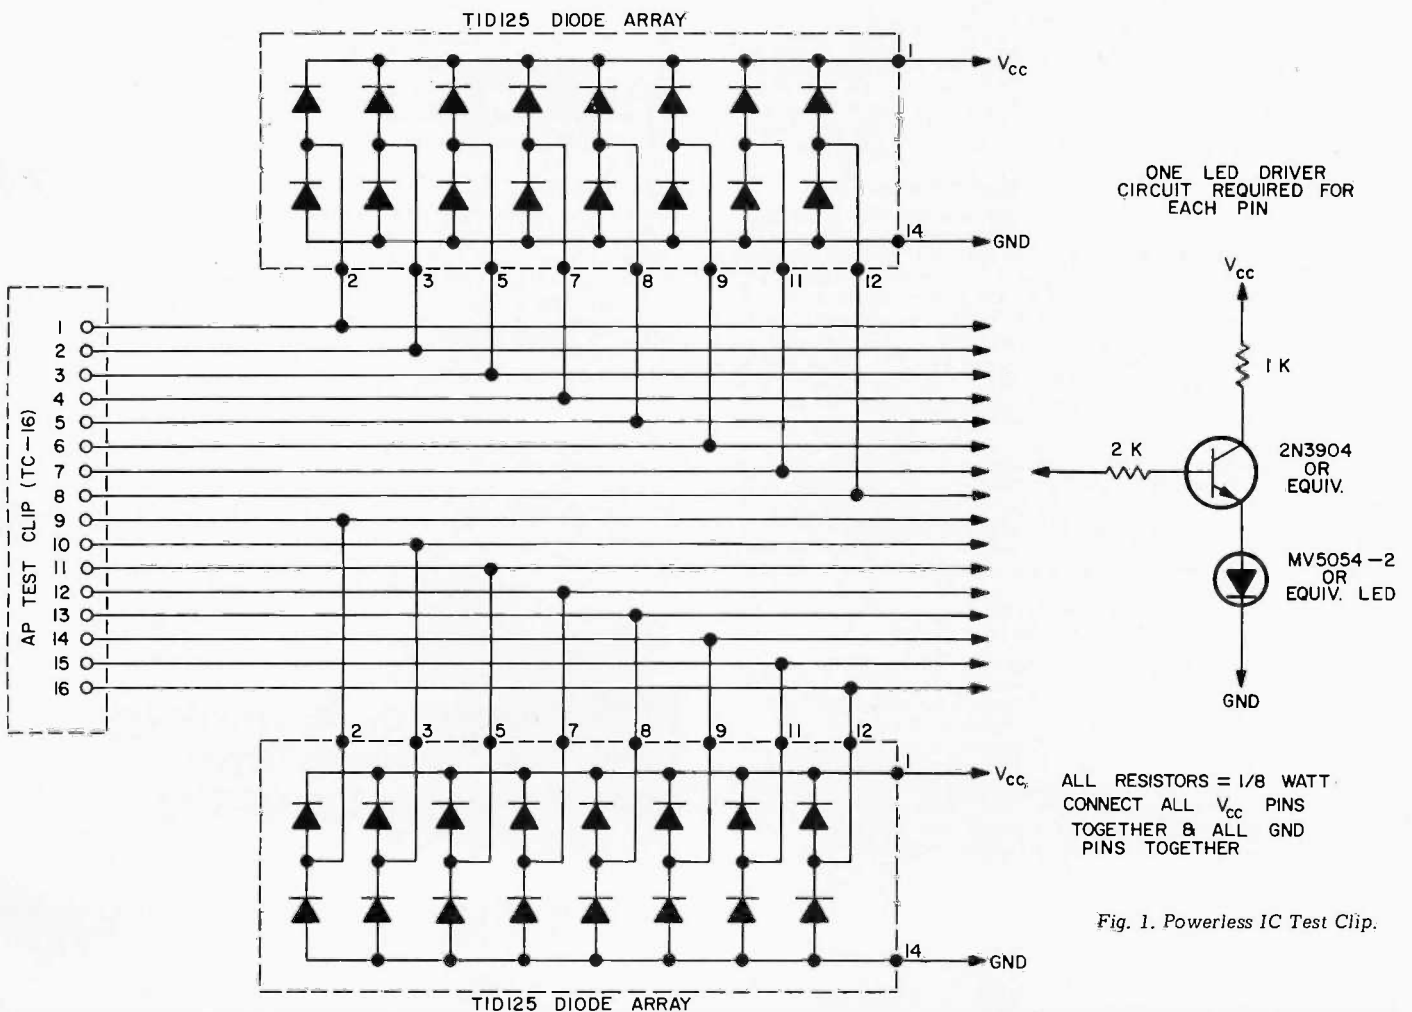 TID125 DIODE ARRAY
1
VCC
14
GND
2 3 5 7 8 9 11 12
ONE LED DRIVER
CIRCUIT REQUIRED FOR
EACH PIN
VCC
1 K
2 K
2N3904
OR
EQUIV.
MV5054-2
OR
EQUIV. LED
GND
AP TEST CLIP (TC-16)
1
2
3
4
5
6
7
8
9
10
11
12
13
14
15
16
2 3 5 7 8 9 11 12
1
VCC
14
GND
TID125 DIODE ARRAY
ALL RESISTORS = 1/8 WATT
CONNECT ALL VCC PINS
TOGETHER & ALL GND
PINS TOGETHER
Fig. 1. Powerless IC Test Clip.